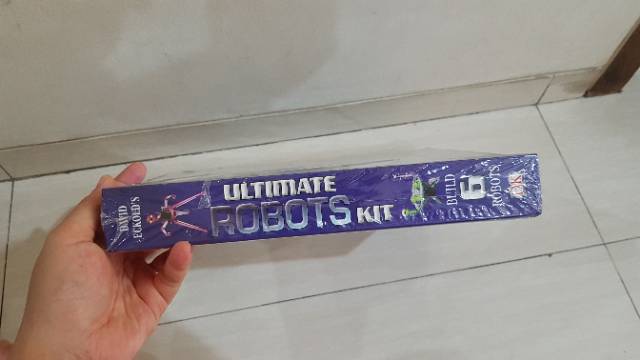 DAVID
ECKOLD'S
ULTIMATE
ROBOTS KIT
BUILD
6
ROBOTS
DK